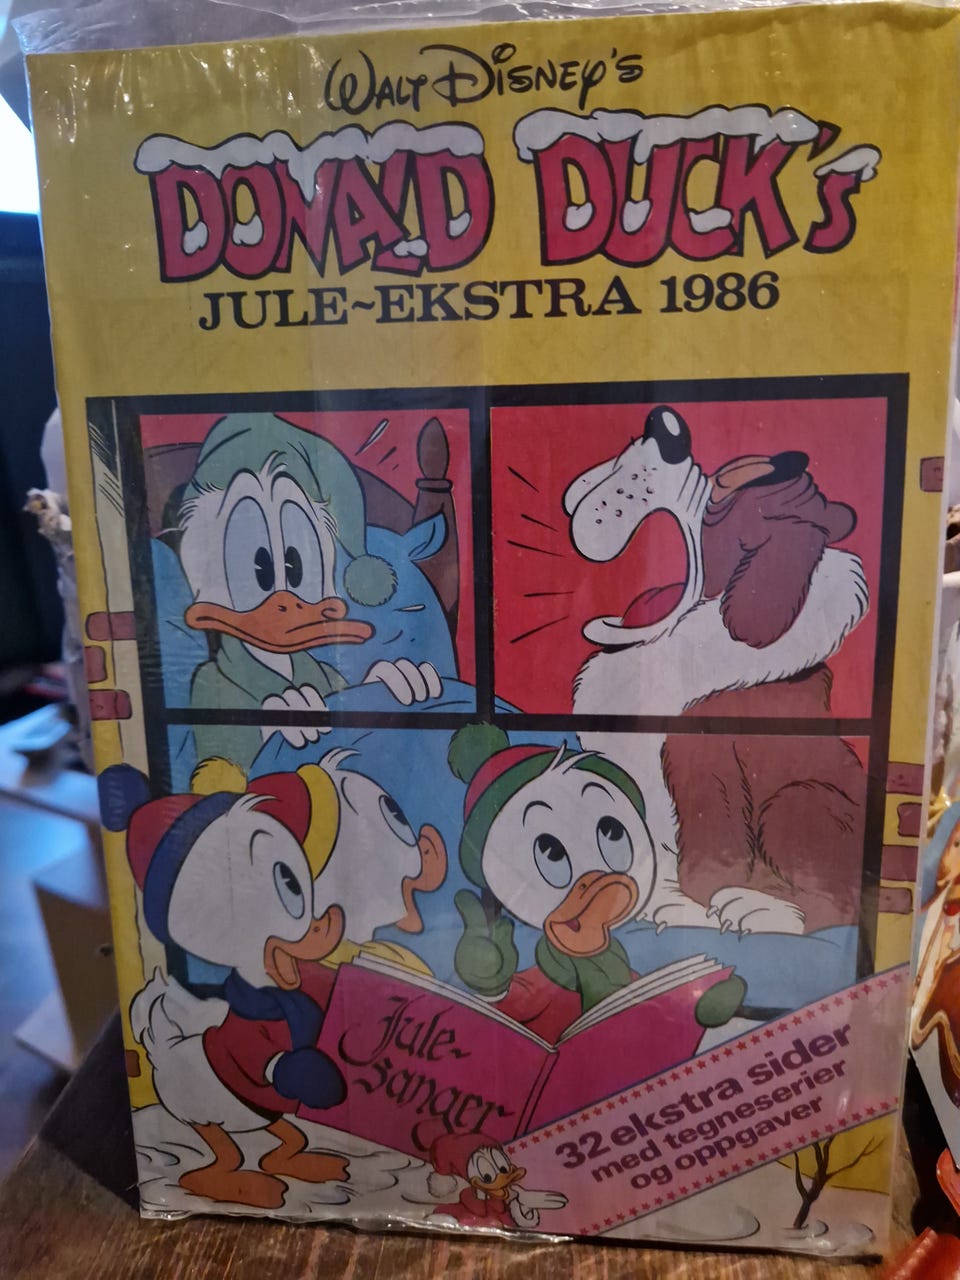 WALT DISNEY'S
DONALD DUCK's
JULE~EKSTRA 1986
Jule-
sanger
32 ekstra sider
med tegneserier
og oppgaver